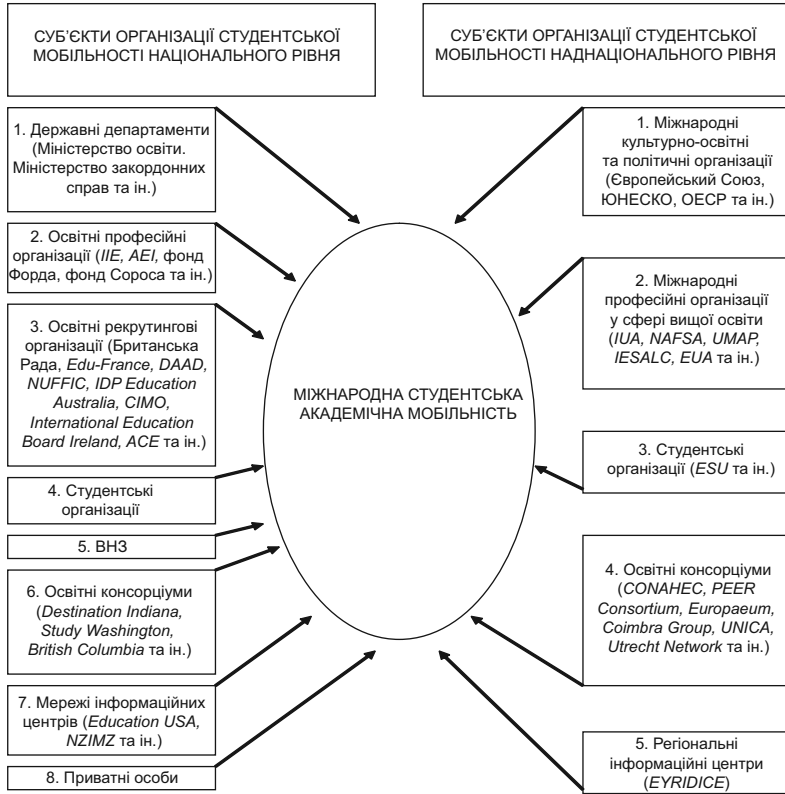 СУБ’ЄКТИ ОРГАНІЗАЦІЇ СТУДЕНТСЬКОЇ
МОБІЛЬНОСТІ НАЦІОНАЛЬНОГО РІВНЯ
СУБ’ЄКТИ ОРГАНІЗАЦІЇ СТУДЕНТСЬКОЇ
МОБІЛЬНОСТІ НАДНАЦІОНАЛЬНОГО РІВНЯ
1. Державні департаменти
(Міністерство освіти.
Міністерство закордонних
справ та ін.)
2. Освітні професійні
організації (IIE, AEI, фонд
Форда, фонд Сороса та ін.)
3. Освітні рекрутингові
організації (Британська
Рада, Edu-France, DAAD,
NUFFIC, IDP Education
Australia, CIMO,
International Education
Board Ireland, ACE та ін.)
4. Студентські
організації
5. ВНЗ
6. Освітні консорціуми
(Destination Indiana,
Study Washington,
British Columbia та ін.)
7. Мережі інформаційних
центрів (Education USA,
NZIMZ та ін.)
8. Приватні особи
МІЖНАРОДНА СТУДЕНТСЬКА
АКАДЕМІЧНА МОБІЛЬНІСТЬ
1. Міжнародні
культурно-освітні
та політичні організації
(Європейський Союз,
ЮНЕСКО, ОЕСР та ін.)
2. Міжнародні
професійні організації
у сфері вищої освіти
(IUA, NAFSA, UMAP,
IESALC, EUA та ін.)
3. Студентські
організації (ESU та ін.)
4. Освітні консорціуми
(CONAHEC, PEER
Consortium, Europaeum,
Coimbra Group, UNICA,
Utrecht Network та ін.)
5. Регіональні
інформаційні центри
(EYRIDICE)